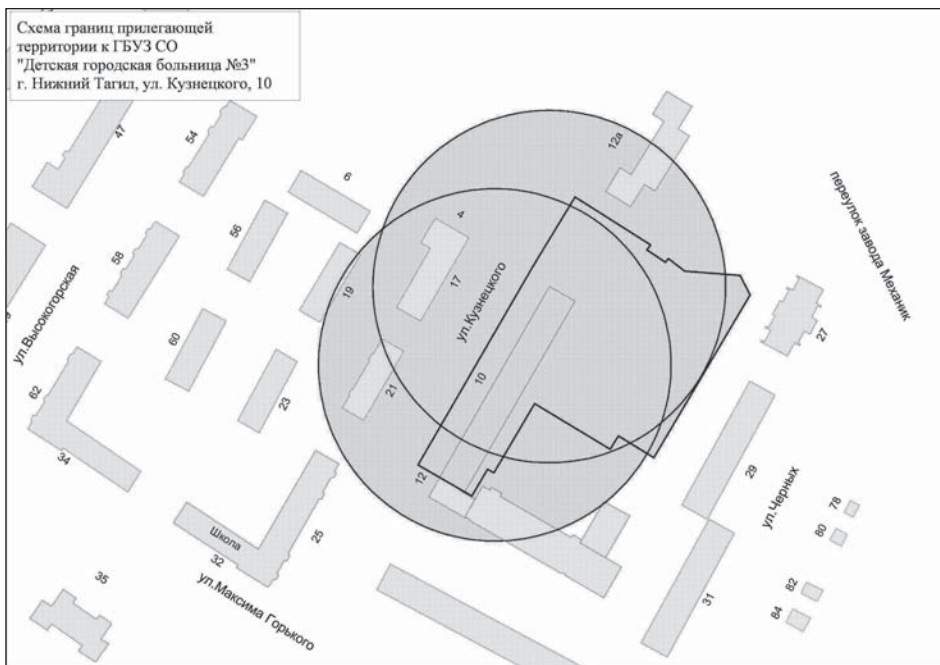 Схема границ прилегающей
территории к ГБУЗ СО
"Детская городская больница №3"
г. Нижний Тагил, ул. Кузнецкого, 10
47
54
6
4
12а
переулок завода Механик
56
58
17
19
ул.Кузнецкого
ул.Высокогорская
60
27
10
62
23
21
34
12
29
ул.Черных
78
80
Школа
32
25
35
ул.Максима Горького
31
82
84